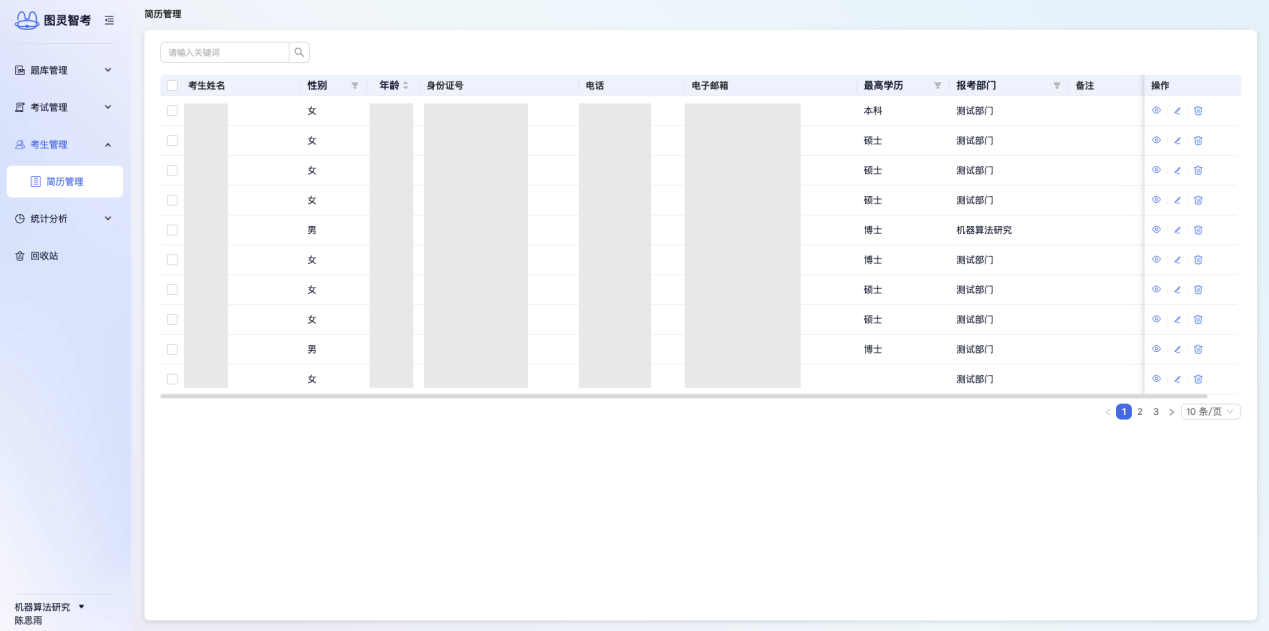 图灵智考
简历管理
题库管理
考试管理
考生管理
简历管理
统计分析
回收站
机器算法研究
陈思雨
请输入关键词
考生姓名 性别 年龄 身份证号 电话 电子邮箱 最高学历 报考部门 备注 操作
女 本科 测试部门
女 硕士 测试部门
女 硕士 测试部门
女 硕士 测试部门
男 博士 机器算法研究
女 博士 测试部门
女 硕士 测试部门
女 硕士 测试部门
男 博士 测试部门
女 测试部门
1 2 3 10 条/页